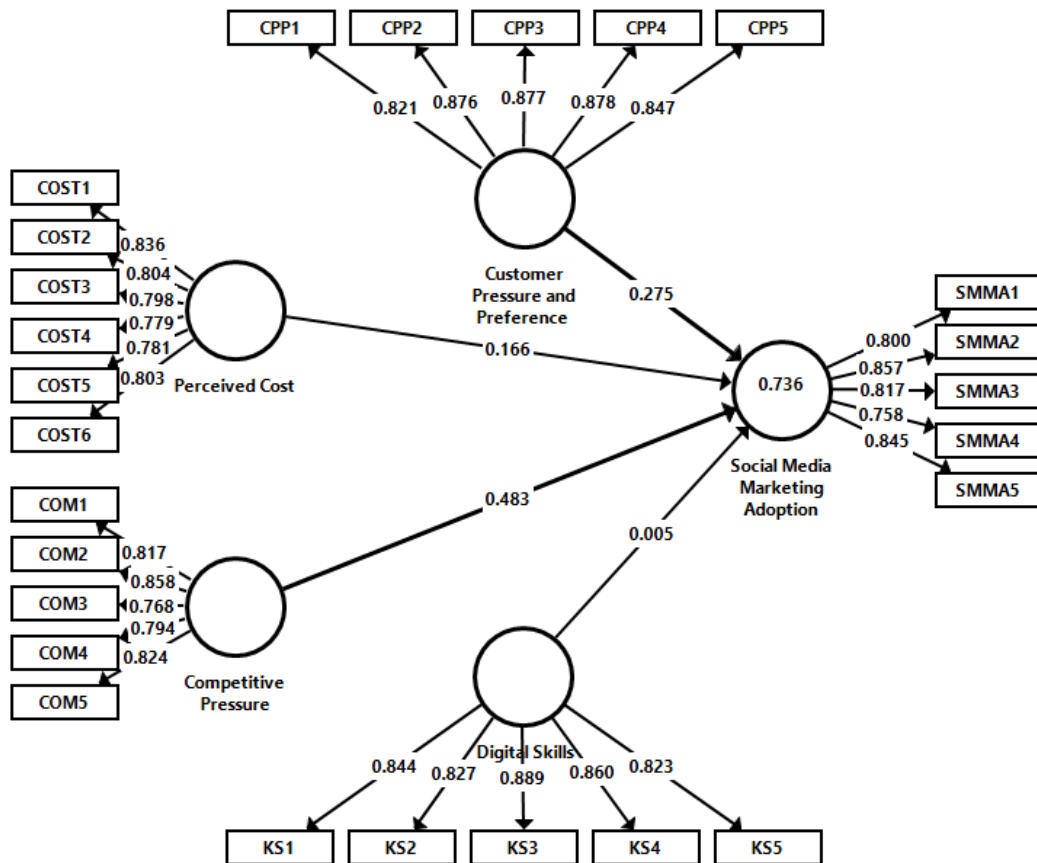 CPP1
CPP2
CPP3
CPP4
CPP5
0.821
0.876
0.877
0.878
0.847
COST1
COST2
COST3
COST4
COST5
COST6
0.836
0.804
0.798
0.779
0.781
0.803
Perceived Cost
Customer
Pressure and
Preference
0.275
0.166
0.483
0.005
0.736
Social Media
Marketing
Adoption
SMMA1
SMMA2
SMMA3
SMMA4
SMMA5
0.800
0.857
0.817
0.758
0.845
COM1
COM2
COM3
COM4
COM5
0.817
0.858
0.768
0.794
0.824
Competitive
Pressure
Digital Skills
0.844
0.827
0.889
0.860
0.823
KS1
KS2
KS3
KS4
KS5